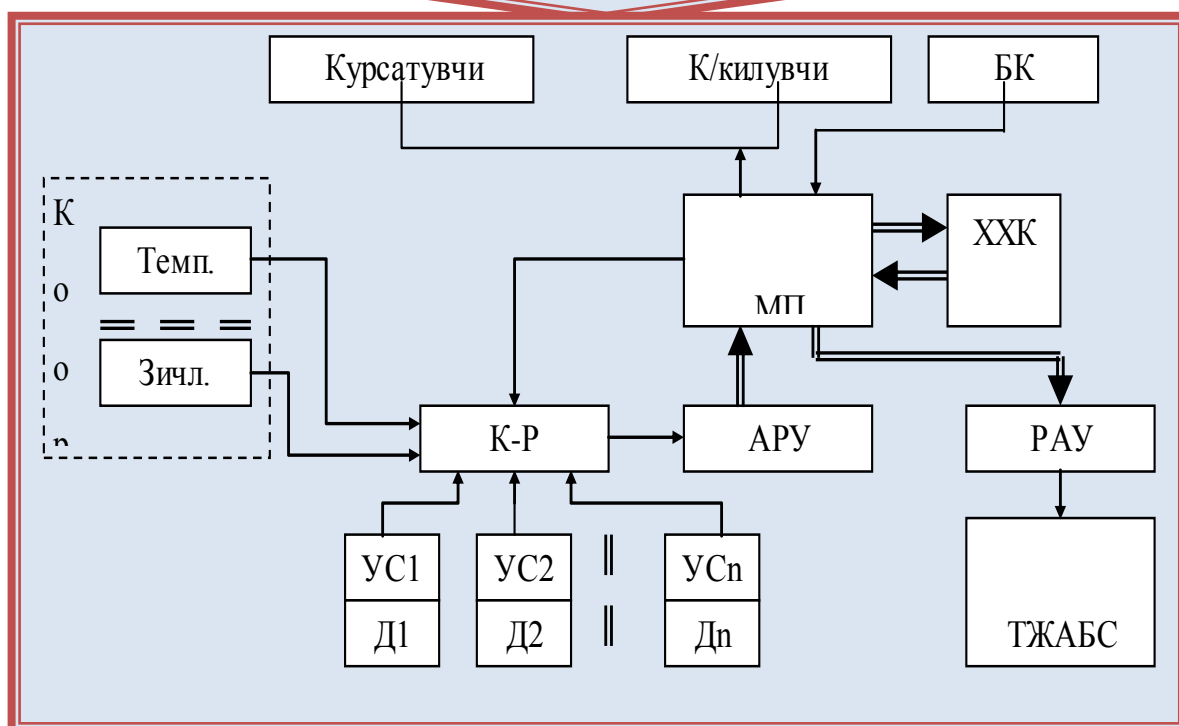 Курсатувчи
К/килувчи
БК
К
о
о
Темп.
Зичл.
МП
ХХК
К-Р
АРУ
РАУ
УС1
УС2
УСn
Д1
Д2
Дn
ТЖАБС